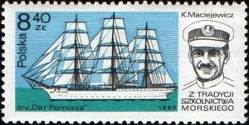 Polska
8 40
ZŁ
K. Maciejewicz
Z TRADYCJI
SZKOLNICTWA
MORSKIEGO
s/v „Dar Pomorza"
1980